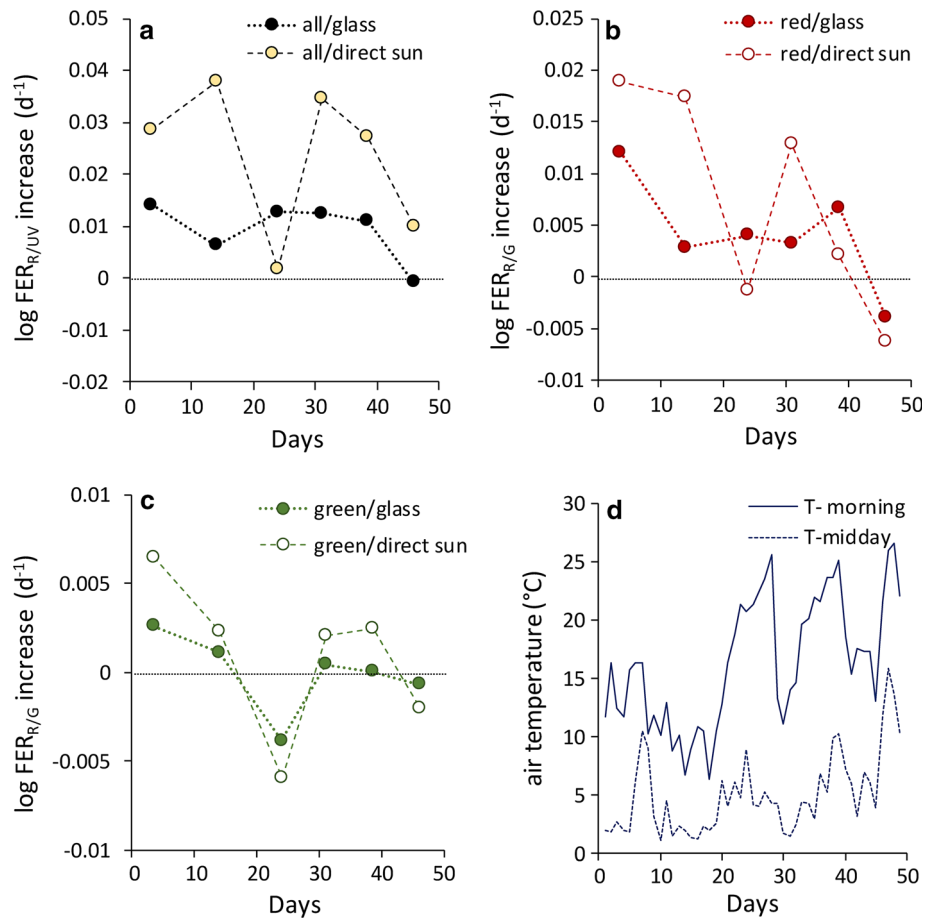 a
all/glass
all/direct sun
log FER_R/UV increase (d^-1)
0.05
0.04
0.03
0.02
0.01
0
-0.01
-0.02
0 10 20 30 40 50
Days
b
red/glass
red/direct sun
log FER_R/G increase (d^-1)
0.025
0.02
0.015
0.01
0.005
0
-0.005
-0.01
0 10 20 30 40 50
Days
c
green/glass
green/direct sun
log FER_R/G increase (d^-1)
0.01
0.005
0
-0.005
-0.01
0 10 20 30 40 50
Days
d
T- morning
T-midday
air temperature (°C)
30
25
20
15
10
5
0
0 10 20 30 40 50
Days